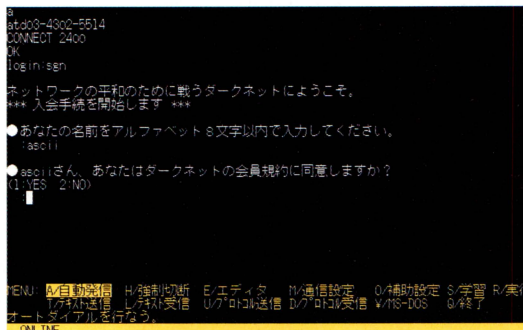 a
atd03-4302-5514
CONNECT 2400
OK
login:sgn
ネットワークの平和のために戦うダークネットにようこそ。
*** 入会手続を開始します ***
●あなたの名前をアルファベット8文字以内で入力してください。
:ascii
●asciiさん、あなたはダークネットの会員規約に同意しますか?
(1:YES 2:NO)
:
MENU: A/自動発信 H/強制切断 E/エディタ M/通信設定 O/補助設定 S/学習 R/実行
T/テキスト送信 L/テキスト受信 U/プロトコル送信 D/プロトコル受信 ¥/MS-DOS Q/終了
オートダイアルを行なう。
ONLINE